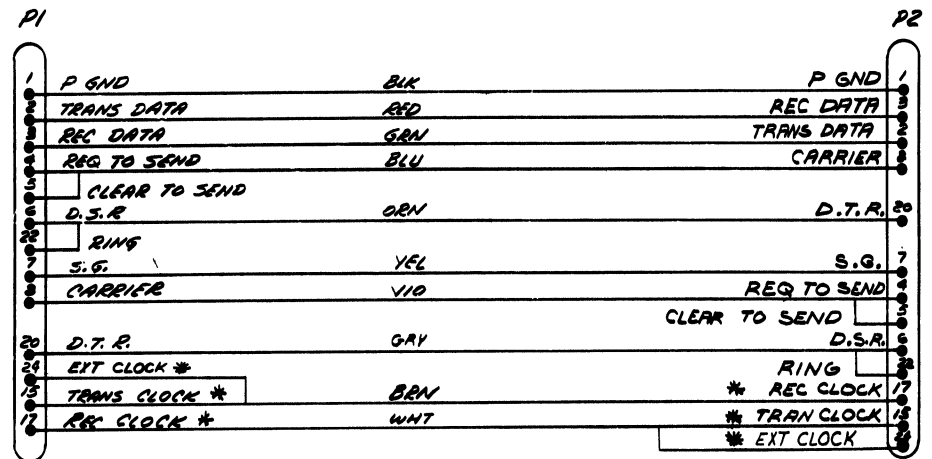 P1 P2
1 P GND BLK P GND 1
2 TRANS DATA RED REC DATA 3
3 REC DATA GRN TRANS DATA 2
4 REQ TO SEND BLU CARRIER 8
5 CLEAR TO SEND
6 D.S.R ORN D.T.R. 20
22 RING
7 S.G. YEL S.G. 7
8 CARRIER VIO REQ TO SEND 4
CLEAR TO SEND 5
20 D.T.R. GRY D.S.R. 6
24 EXT CLOCK * RING 22
15 TRANS CLOCK * BRN * REC CLOCK 17
17 REC CLOCK * WHT * TRAN CLOCK 15
* EXT CLOCK